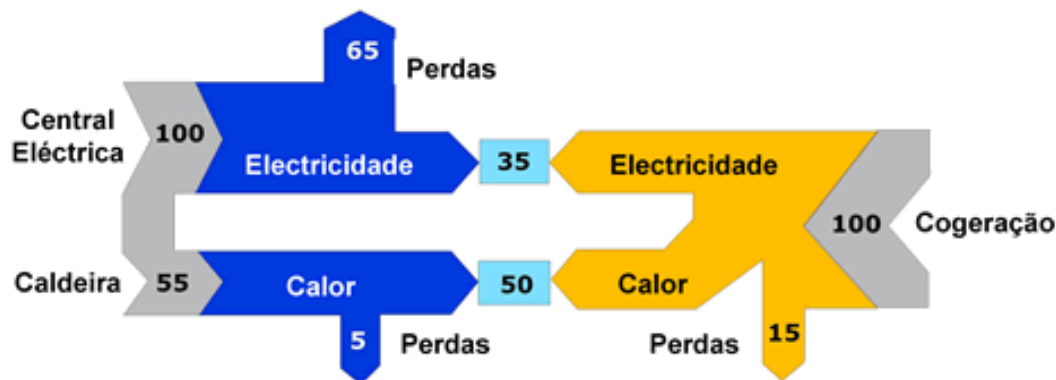 65
Perdas
Central
Eléctrica
100
Electricidade
35
Electricidade
100
Cogeração
Caldeira
55
Calor
50
Calor
5
Perdas
Perdas
15